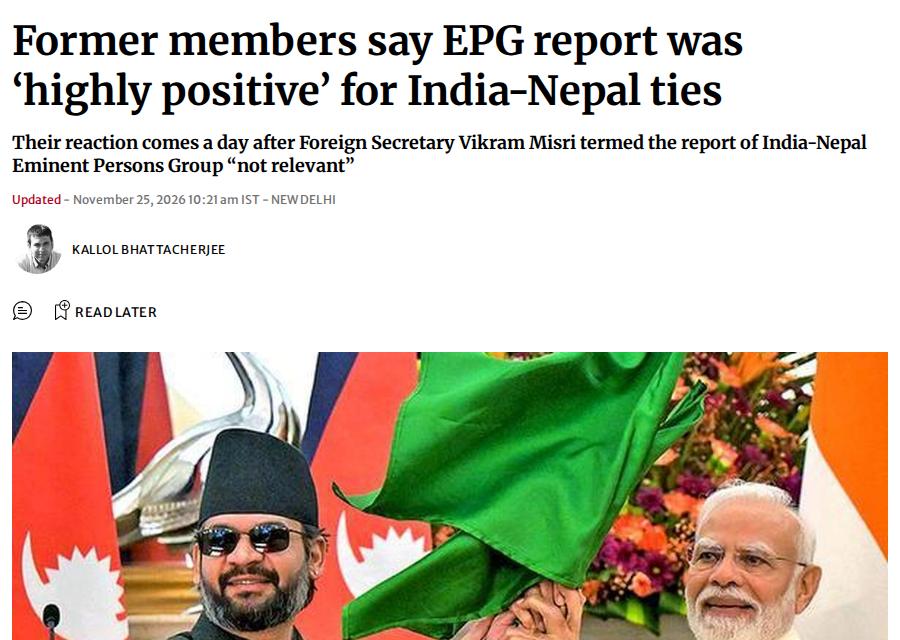 Former members say EPG report was
‘highly positive’ for India-Nepal ties
Their reaction comes a day after Foreign Secretary Vikram Misri termed the report of India-Nepal
Eminent Persons Group “not relevant”
Updated - November 25, 2026 10:21 am IST - NEW DELHI
KALLOL BHATTACHERJEE
READ LATER